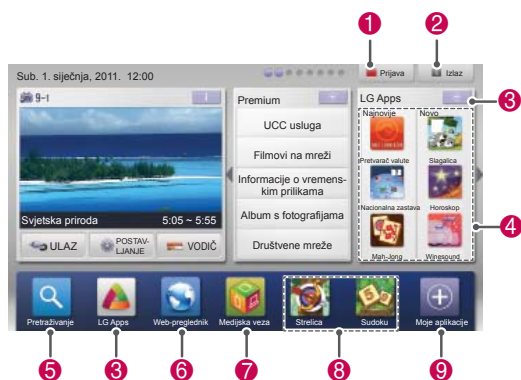 1
2
Sub. 1. siječnja, 2011. 12:00
Prijava
Izlaz
9-1
Premium
LG Apps
3
UCC usluga
Filmovi na mreži
Informacije o vremens-
kim prilikama
Album s fotografijama
Društvene mreže
Najnovije
Novo
Pretvarač valute
Slagalica
Nacionalna zastava
Horoskop
Mah-Jong
Winesound
4
Svjetska priroda
5:05 ~ 5:55
ULAZ
POSTAV-
LJANJE
VODIČ
Pretraživanje
LG Apps
Web-preglednik
Medijska veza
Strelica
Sudoku
Moje aplikacije
5
3
6
7
8
9